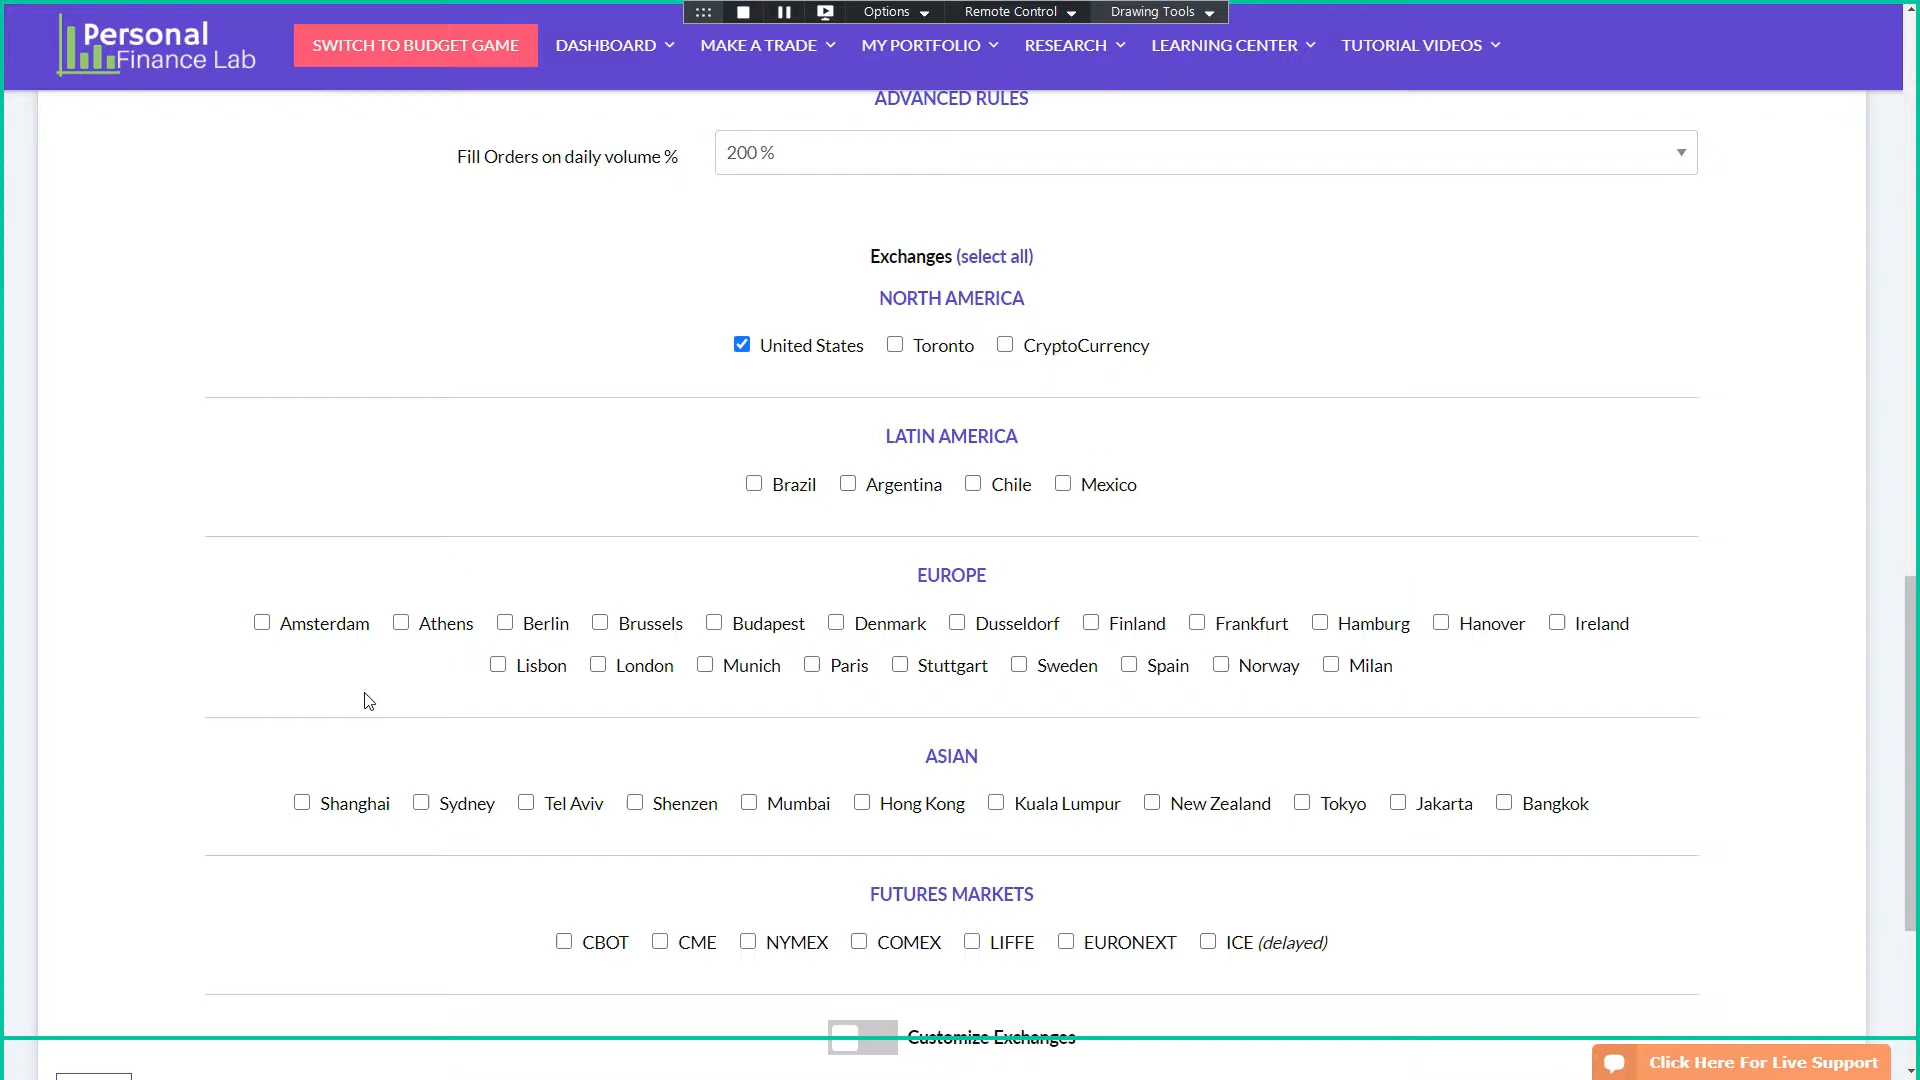 Options Remote Control Drawing Tools
Personal
Finance Lab
SWITCH TO BUDGET GAME DASHBOARD MAKE A TRADE MY PORTFOLIO RESEARCH LEARNING CENTER TUTORIAL VIDEOS
ADVANCED RULES
Fill Orders on daily volume % 200 %
Exchanges (select all)
NORTH AMERICA
United States Toronto CryptoCurrency
LATIN AMERICA
Brazil Argentina Chile Mexico
EUROPE
Amsterdam Athens Berlin Brussels Budapest Denmark Dusseldorf Finland Frankfurt Hamburg Hanover Ireland
Lisbon London Munich Paris Stuttgart Sweden Spain Norway Milan
ASIAN
Shanghai Sydney Tel Aviv Shenzen Mumbai Hong Kong Kuala Lumpur New Zealand Tokyo Jakarta Bangkok
FUTURES MARKETS
CBOT CME NYMEX COMEX LIFFE EURONEXT ICE (delayed)
Customize Exchanges
Click Here For Live Support